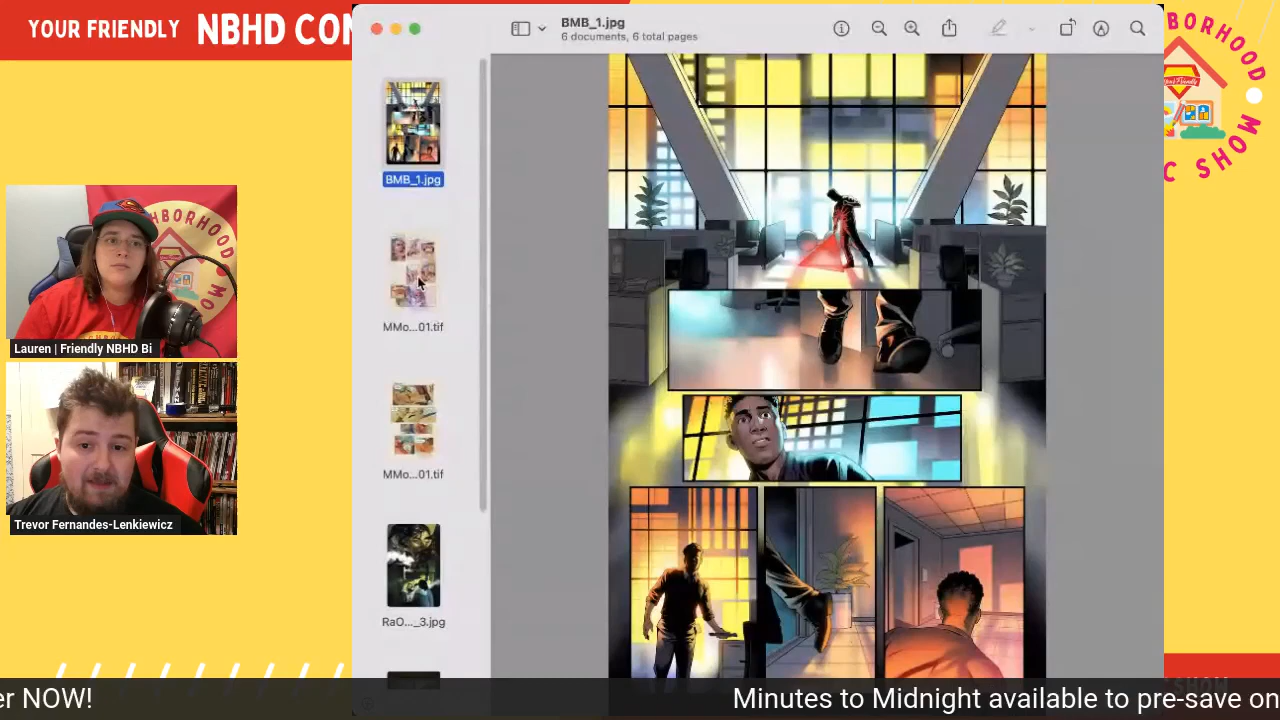 YOUR FRIENDLY NBHD CON
BMB_1.jpg
6 documents, 6 total pages
BMB_1.jpg
MMo...01.tif
MMo...01.tif
RaO..._3.jpg
Lauren | Friendly NBHD Bi
Trevor Fernandes-Lenkiewicz
er NOW!
Minutes to Midnight available to pre-save on